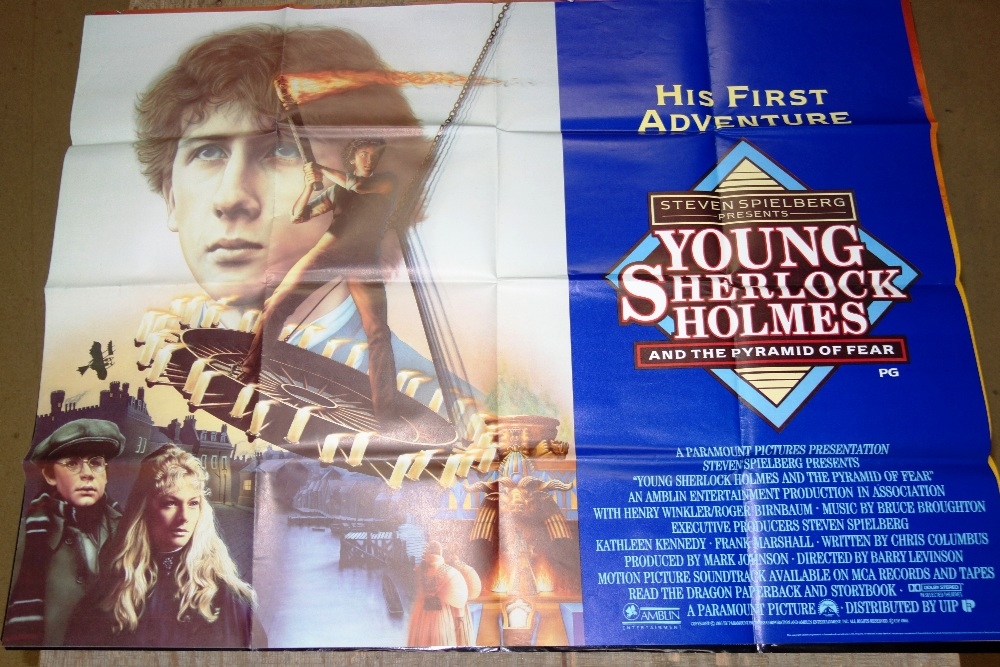 HIS FIRST
ADVENTURE
STEVEN SPIELBERG
PRESENTS
YOUNG
SHERLOCK
HOLMES
AND THE PYRAMID OF FEAR
PG
A PARAMOUNT PICTURES PRESENTATION
STEVEN SPIELBERG PRESENTS
"YOUNG SHERLOCK HOLMES AND THE PYRAMID OF FEAR"
AN AMBLIN ENTERTAINMENT PRODUCTION IN ASSOCIATION
WITH HENRY WINKLER/ROGER BIRNBAUM · MUSIC BY BRUCE BROUGHTON
EXECUTIVE PRODUCERS STEVEN SPIELBERG
KATHLEEN KENNEDY · FRANK MARSHALL · WRITTEN BY CHRIS COLUMBUS
PRODUCED BY MARK JOHNSON · DIRECTED BY BARRY LEVINSON
MOTION PICTURE SOUNDTRACK AVAILABLE ON MCA RECORDS AND TAPES
READ THE DRAGON PAPERBACK AND STORYBOOK · DOLBY STEREO
AMBLIN
ENTERTAINMENT
A PARAMOUNT PICTURE · DISTRIBUTED BY UIP